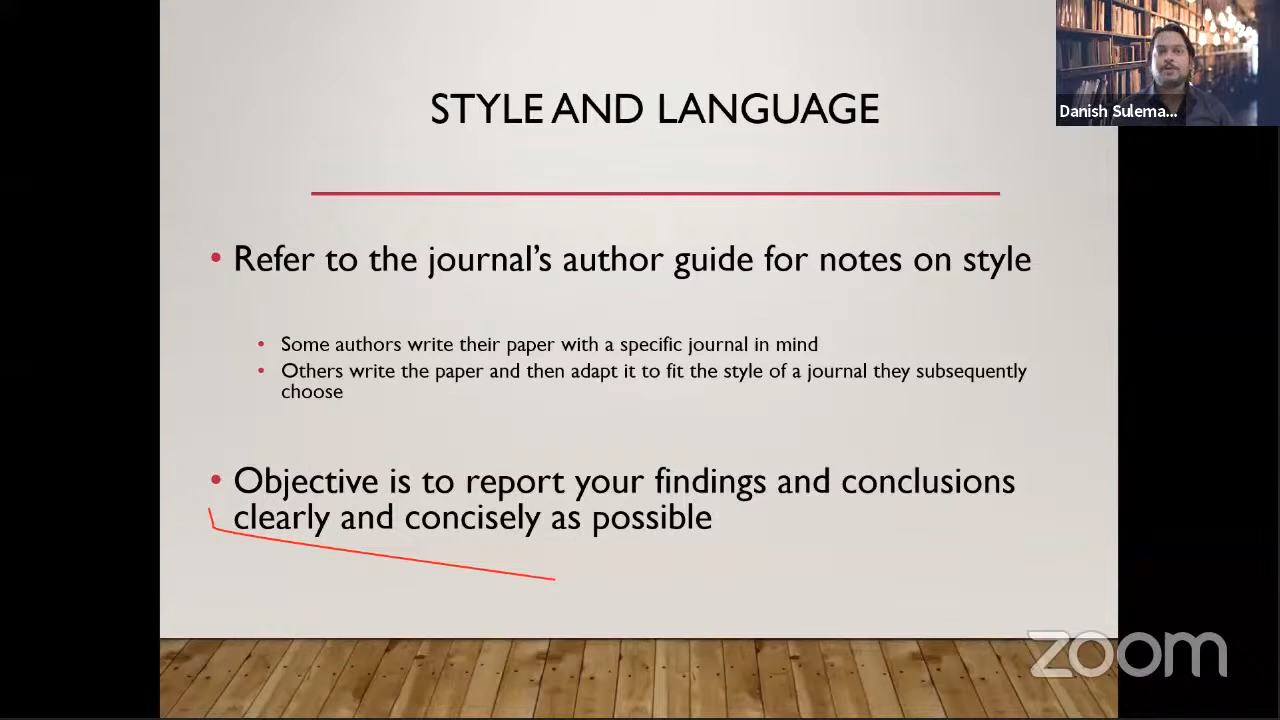 STYLE AND LANGUAGE
Danish Sulema...
• Refer to the journal's author guide for notes on style
• Some authors write their paper with a specific journal in mind
• Others write the paper and then adapt it to fit the style of a journal they subsequently
choose
• Objective is to report your findings and conclusions
clearly and concisely as possible
zoom